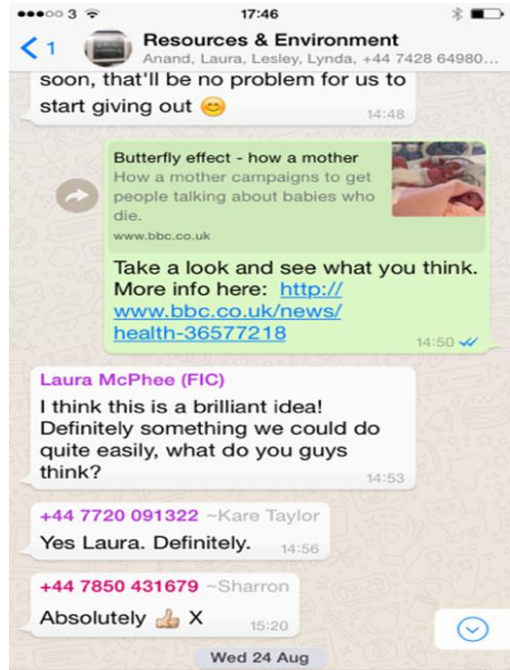 3 17:46
1 Resources & Environment
Anand, Laura, Lesley, Lynda, +44 7428 64980...
soon, that'll be no problem for us to
start giving out 😊
14:48
Butterfly effect - how a mother
How a mother campaigns to get
people talking about babies who
die.
www.bbc.co.uk
Take a look and see what you think.
More info here: http://
www.bbc.co.uk/news/
health-36577218
14:50
Laura McPhee (FIC)
I think this is a brilliant idea!
Definitely something we could do
quite easily, what do you guys
think?
14:53
+44 7720 091322 ~Kare Taylor
Yes Laura. Definitely.
14:56
+44 7850 431679 ~Sharron
Absolutely 👍 X
15:20
Wed 24 Aug